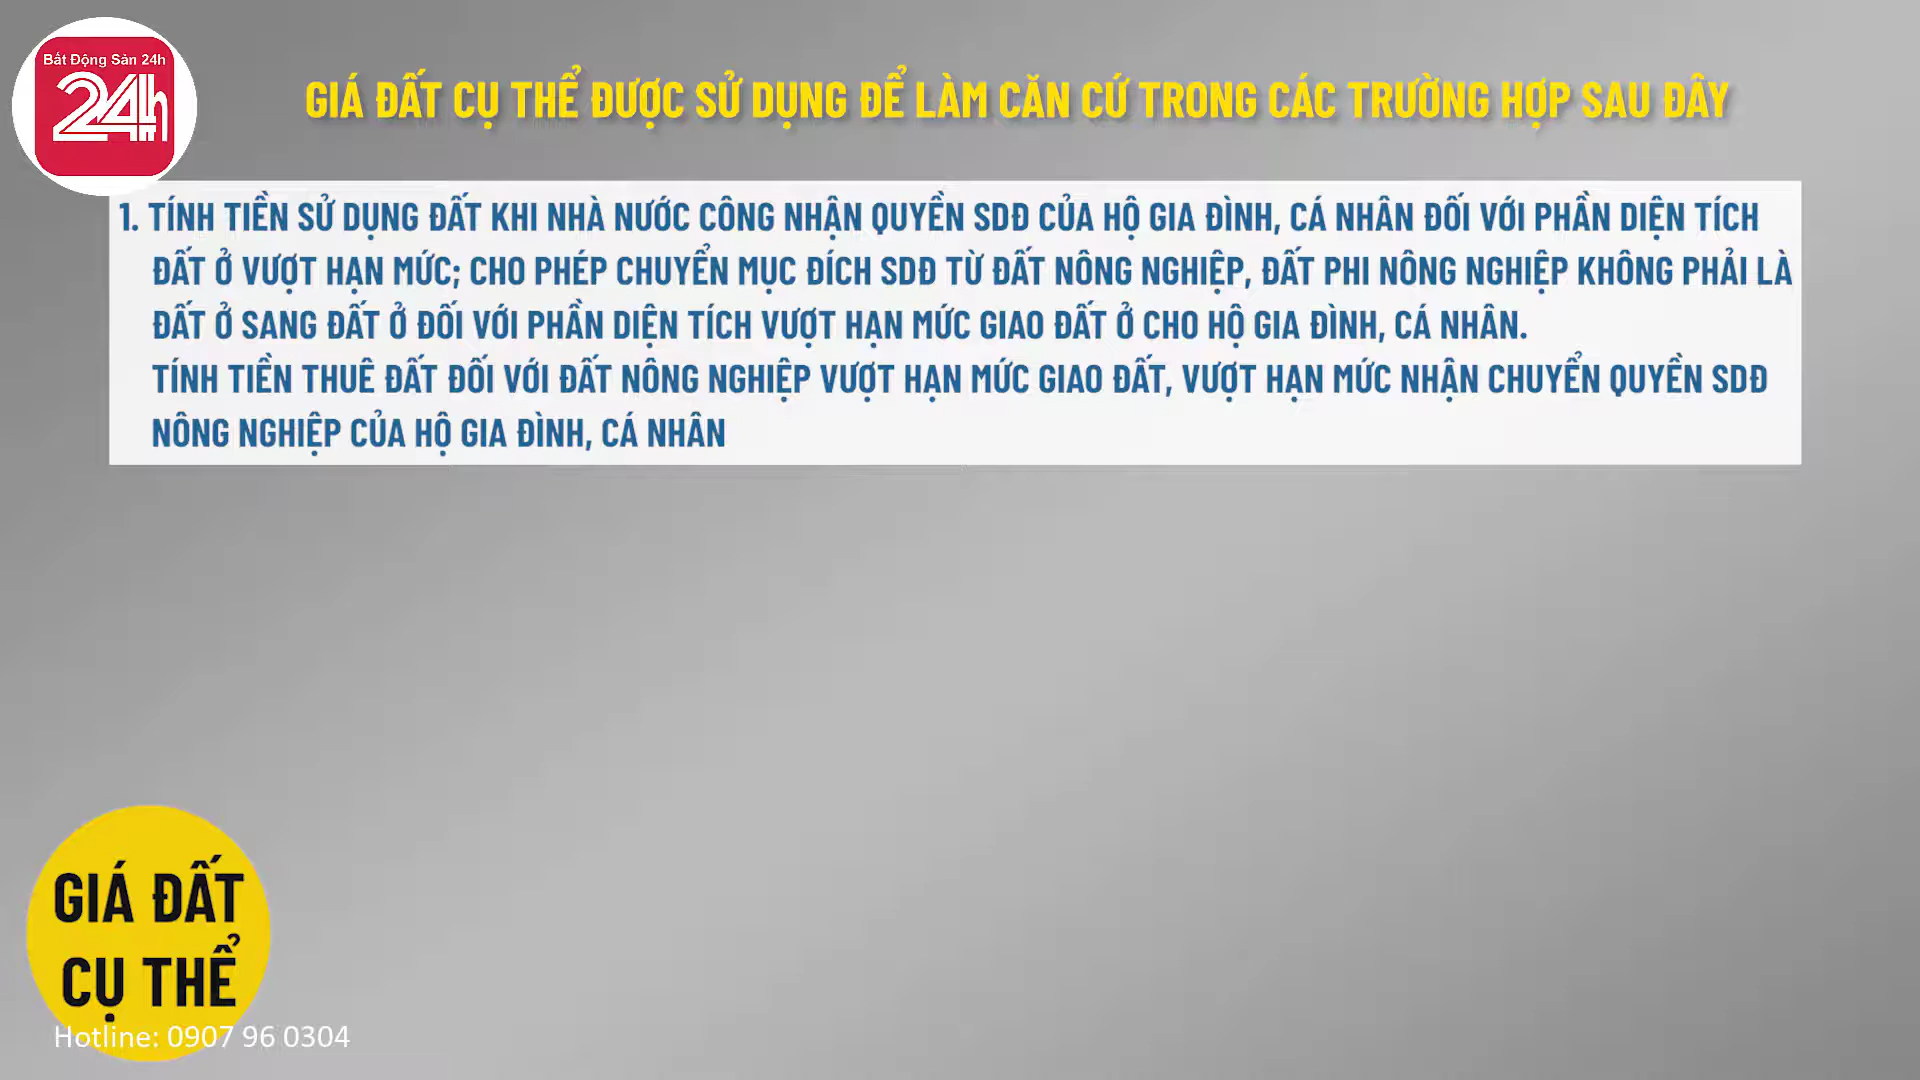 Bất Động Sản 24h
24h
GIÁ ĐẤT CỤ THỂ ĐƯỢC SỬ DỤNG ĐỂ LÀM CĂN CỨ TRONG CÁC TRƯỜNG HỢP SAU ĐÂY
1. TÍNH TIỀN SỬ DỤNG ĐẤT KHI NHÀ NƯỚC CÔNG NHẬN QUYỀN SDĐ CỦA HỘ GIA ĐÌNH, CÁ NHÂN ĐỐI VỚI PHẦN DIỆN TÍCH
ĐẤT Ở VƯỢT HẠN MỨC; CHO PHÉP CHUYỂN MỤC ĐÍCH SDĐ TỪ ĐẤT NÔNG NGHIỆP, ĐẤT PHI NÔNG NGHIỆP KHÔNG PHẢI LÀ
ĐẤT Ở SANG ĐẤT Ở ĐỐI VỚI PHẦN DIỆN TÍCH VƯỢT HẠN MỨC GIAO ĐẤT Ở CHO HỘ GIA ĐÌNH, CÁ NHÂN.
TÍNH TIỀN THUÊ ĐẤT ĐỐI VỚI ĐẤT NÔNG NGHIỆP VƯỢT HẠN MỨC GIAO ĐẤT, VƯỢT HẠN MỨC NHẬN CHUYỂN QUYỀN SDĐ
NÔNG NGHIỆP CỦA HỘ GIA ĐÌNH, CÁ NHÂN
GIÁ ĐẤT
CỤ THỂ
Hotline: 0907 96 0304